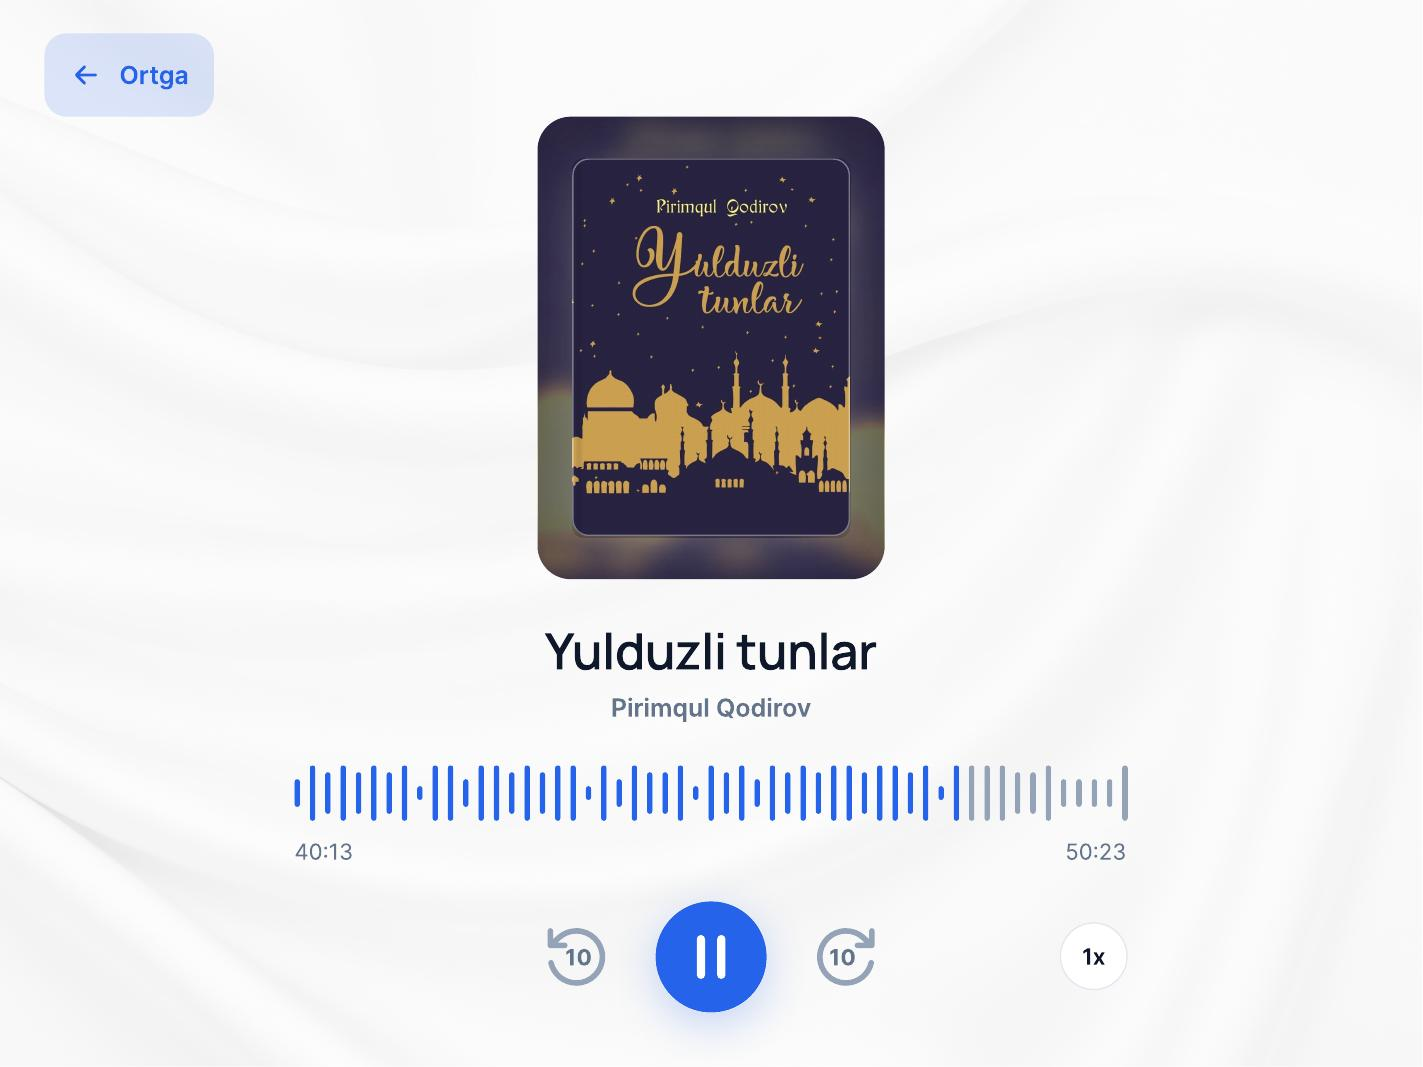 Ortga
Pirimqul Qodirov
Yulduzli
tunlar
Yulduzli tunlar
Pirimqul Qodirov
40:13
50:23
10
10
1x